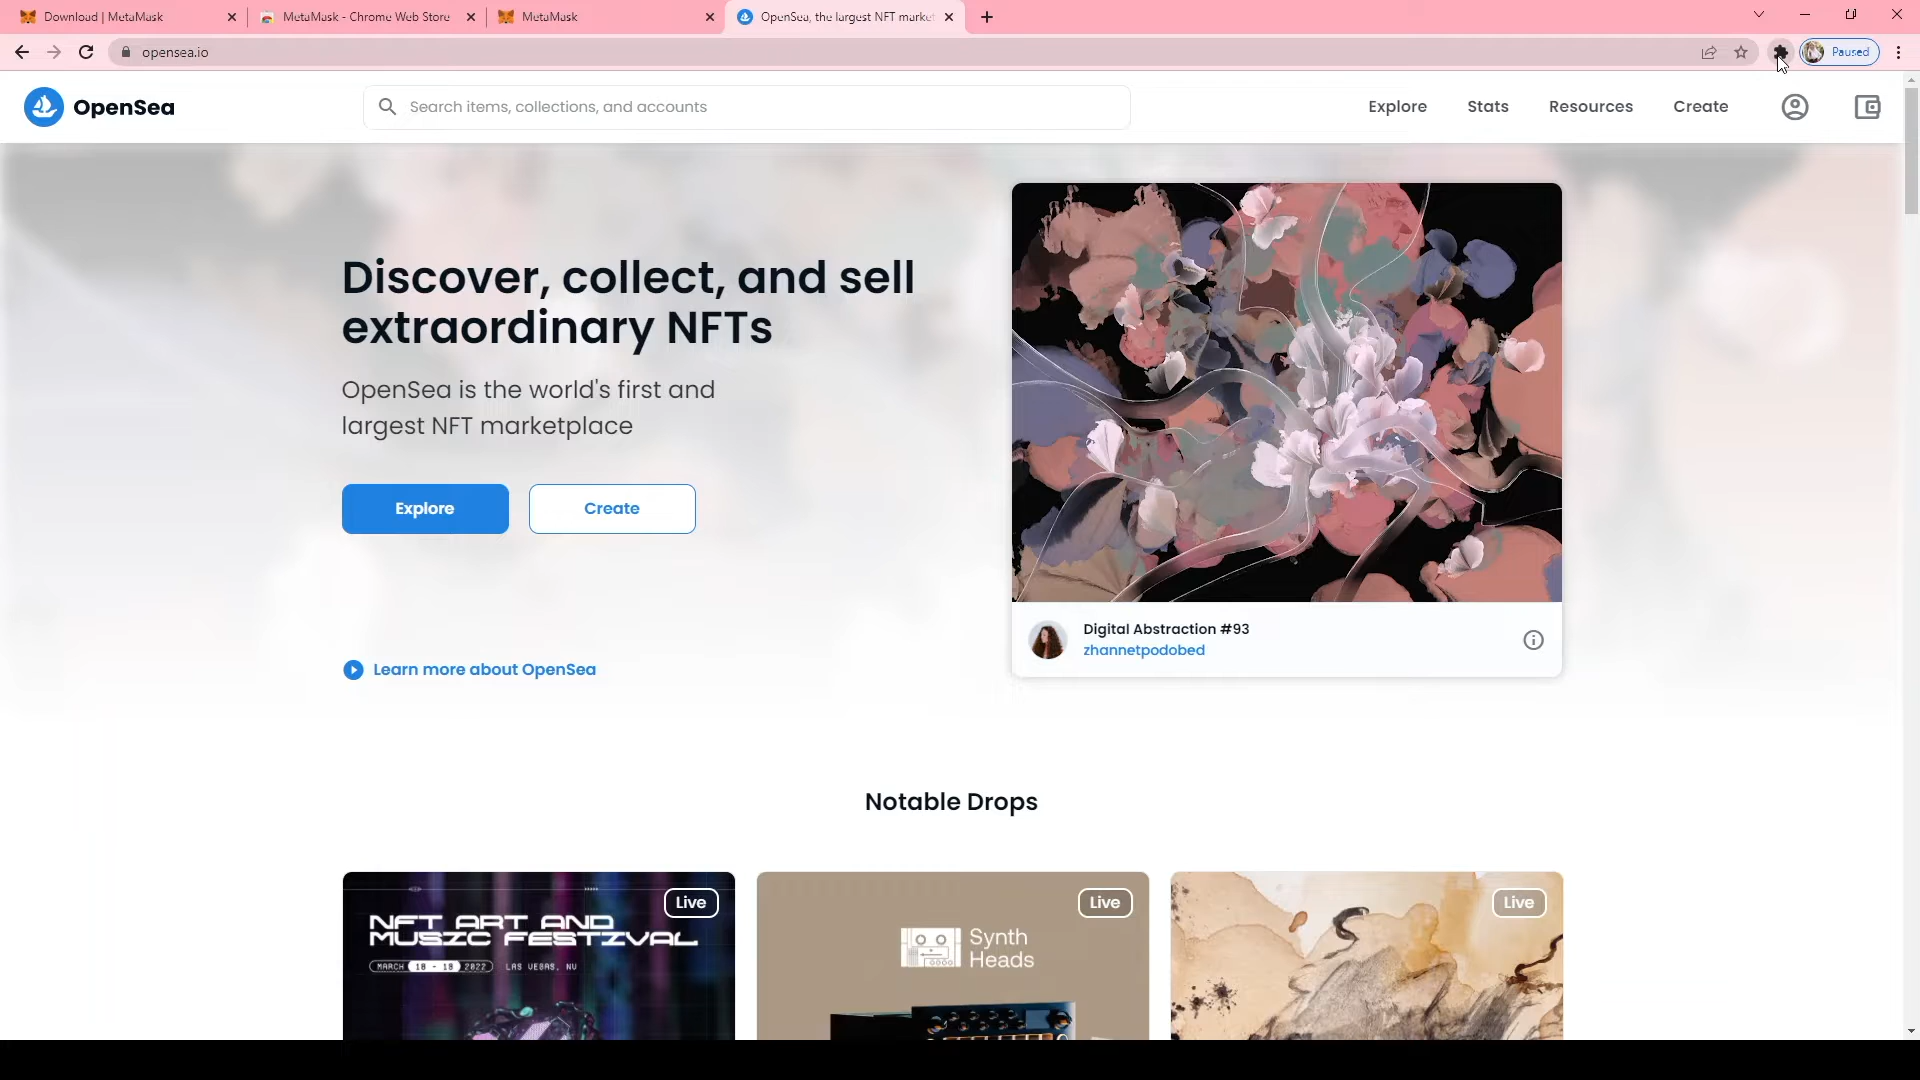 Download | MetaMask
MetaMask - Chrome Web Store
MetaMask
OpenSea, the largest NFT market
opensea.io
Paused
OpenSea
Search items, collections, and accounts
Explore
Stats
Resources
Create
Discover, collect, and sell
extraordinary NFTs
OpenSea is the world's first and
largest NFT marketplace
Explore
Create
Learn more about OpenSea
Digital Abstraction #93
zhannetpodobed
Notable Drops
Live
NFT ART AND
MUSIC FESTIVAL
MARCH 18 - 18 2022 LAS VEGAS, NV
Live
Synth
Heads
Live